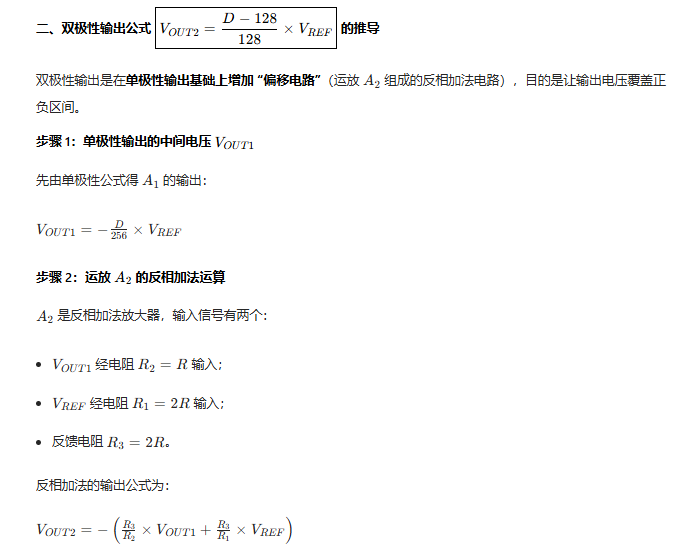 二、双极性输出公式 $V_{OUT2} = \frac{D-128}{128} \times V_{REF}$ 的推导
双极性输出是在单极性输出基础上增加 “偏移电路”（运放 $A_2$ 组成的反相加法电路），目的是让输出电压覆盖正
负区间。
步骤 1：单极性输出的中间电压 $V_{OUT1}$
先由单极性公式得 $A_1$ 的输出：
$V_{OUT1} = -\frac{D}{256} \times V_{REF}$
步骤 2：运放 $A_2$ 的反相加法运算
$A_2$ 是反相加法放大器，输入信号有两个：
• $V_{OUT1}$ 经电阻 $R_2 = R$ 输入；
• $V_{REF}$ 经电阻 $R_1 = 2R$ 输入；
• 反馈电阻 $R_3 = 2R$。
反相加法的输出公式为：
$V_{OUT2} = -\left(\frac{R_3}{R_2} \times V_{OUT1} + \frac{R_3}{R_1} \times V_{REF}\right)$